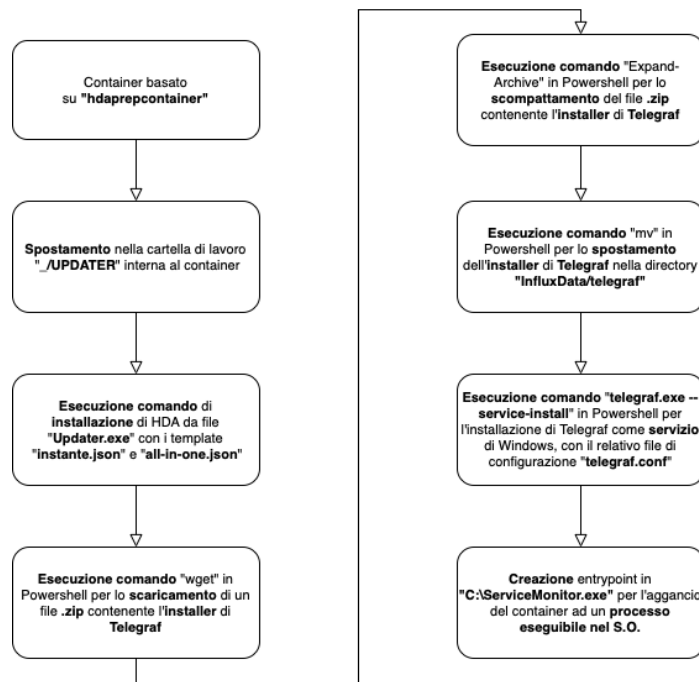 Container basato
su "hdaprepcontainer"
Spostamento nella cartella di lavoro
"_/UPDATER" interna al container
Esecuzione comando di
installazione di HDA da file
"Updater.exe" con i template
"instante.json" e "all-in-one.json"
Esecuzione comando "wget" in
Powershell per lo scaricamento di un
file .zip contenente l'installer di
Telegraf
Esecuzione comando "Expand-
Archive" in Powershell per lo
scompattamento del file .zip
contenente l'installer di Telegraf
Esecuzione comando "mv" in
Powershell per lo spostamento
dell'installer di Telegraf nella directory
"InfluxData/telegraf"
Esecuzione comando "telegraf.exe --
service-install" in Powershell per
l'installazione di Telegraf come servizio
di Windows, con il relativo file di
configurazione "telegraf.conf"
Creazione entrypoint in
"C:\ServiceMonitor.exe" per l'aggancio
del container ad un processo
eseguibile nel S.O.